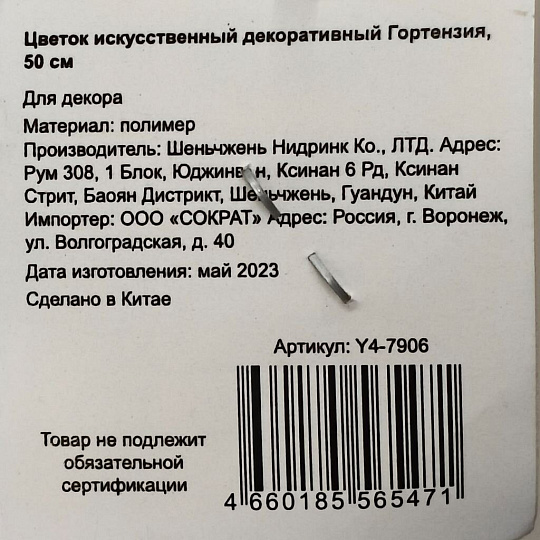 Цветок искусственный декоративный Гортензия,
50 см
Для декора
Материал: полимер
Производитель: Шеньчжень Нидринк Ко., ЛТД. Адрес:
Рум 308, 1 Блок, Ксинан 6 Рд, Ксинан
Стрит, Баоян Дистрикт, Шеньчжень, Гуандун, Китай
Импортер: ООО «СОКРАТ» Адрес: Россия, г. Воронеж,
ул. Волгоградская, д. 40
Дата изготовления: май 2023
Сделано в Китае
Артикул: Y4-7906
Товар не подлежит
обязательной
сертификации
4 660185 565471